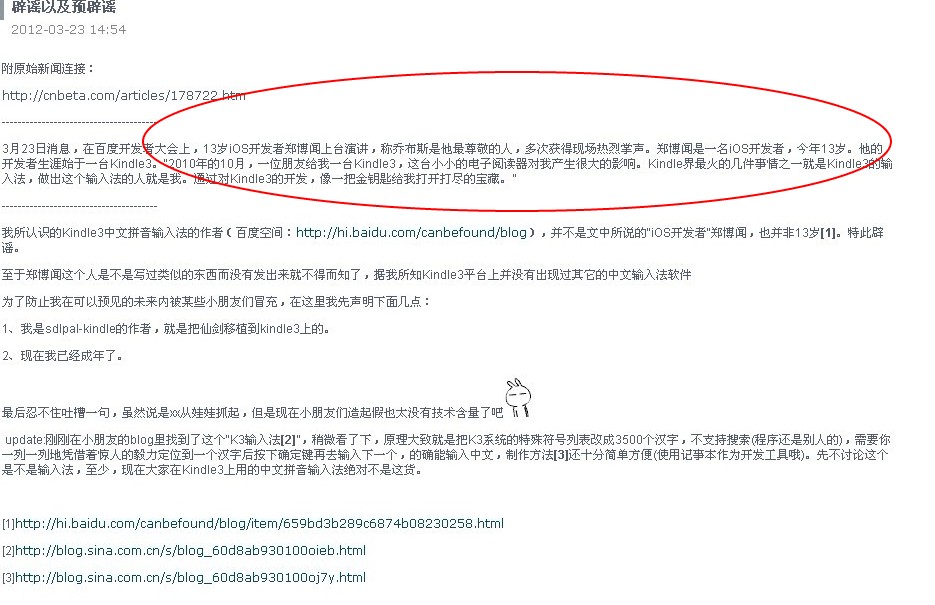 辟谣以及预辟谣
2012-03-23 14:54
附原始新闻连接：
http://cnbeta.com/articles/178722.htm
----------------------------------------
3月23日消息，在百度开发者大会上，13岁iOS开发者郑博闻上台演讲，称乔布斯是他最尊敬的人，多次获得现场热烈掌声。郑博闻是一名iOS开发者，今年13岁。他的
开发者生涯始于一台Kindle3。"2010年的10月，一位朋友给我一台Kindle3，这台小小的电子阅读器对我产生很大的影响。Kindle界最火的几件事情之一就是Kindle3的输
入法，做出这个输入法的人就是我。通过对Kindle3的开发，像一把金钥匙给我打开打尽的宝藏。"
----------------------------------------
我所认识的Kindle3中文拼音输入法的作者（百度空间：http://hi.baidu.com/canbefound/blog），并不是文中所说的"iOS开发者"郑博闻，也并非13岁[1]。特此辟
谣。
至于郑博闻这个人是不是写过类似的东西而没有发出来就不得而知了，据我所知Kindle3平台上并没有出现过其它的中文输入法软件
为了防止我在可以预见的未来内被某些小朋友们冒充，在这里我先声明下面几点：
1、我是sdlpal-kindle的作者，就是把仙剑移植到kindle3上的。
2、现在我已经成年了。
最后忍不住吐槽一句，虽然说是xx从娃娃抓起，但是现在小朋友们造起假也太没有技术含量了吧
update:刚刚在小朋友的blog里找到了这个"K3输入法[2]"，稍微看了下，原理大致就是把K3系统的特殊符号列表改成3500个汉字，不支持搜索(程序还是别人的)，需要你
一列一列地凭借着惊人的毅力定位到一个汉字后按下确定键再去输入下一个，的确能输入中文，制作方法[3]还十分简单方便(使用记事本作为开发工具哦)。先不讨论这个
是不是输入法，至少，现在大家在Kindle3上用的中文拼音输入法绝对不是这货。
[1]http://hi.baidu.com/canbefound/blog/item/659bd3b289c6874b08230258.html
[2]http://blog.sina.com.cn/s/blog_60d8ab930100oieb.html
[3]http://blog.sina.com.cn/s/blog_60d8ab930100oj7y.html